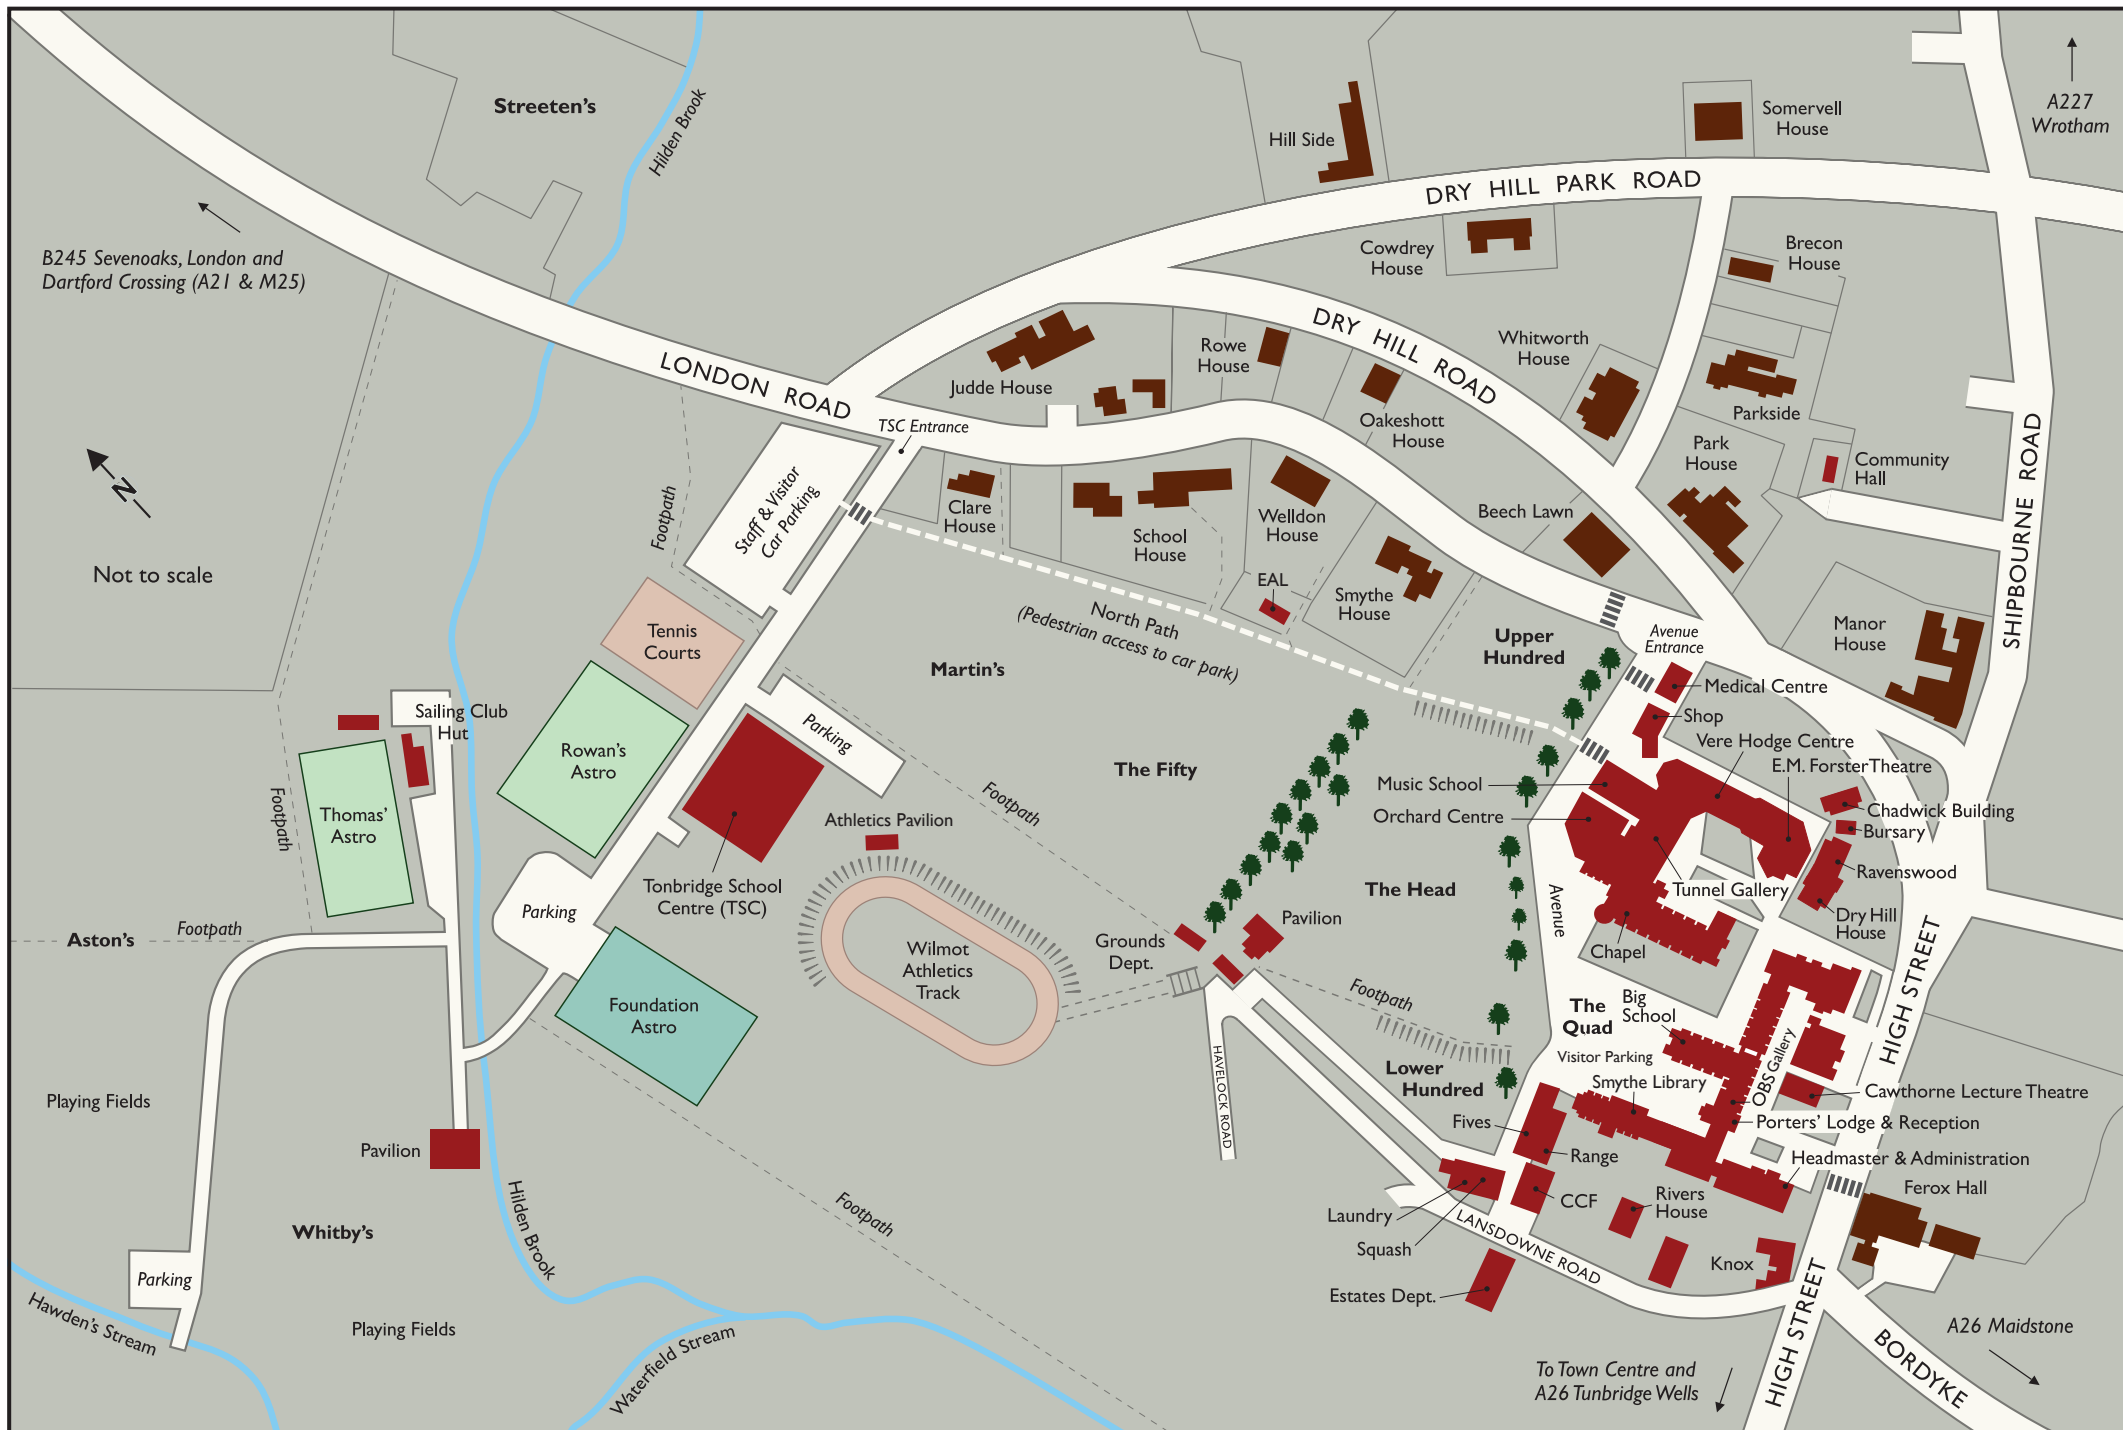 Streeten's
Hilden Brook
Hill Side
Somervell
House
A227
Wrotham
DRY HILL PARK ROAD
B245 Sevenoaks, London and
Dartford Crossing (A21 & M25)
Cowdrey
House
Brecon
House
LONDON ROAD
Judde House
Rowe
House
DRY HILL ROAD
Whitworth
House
Oakeshott
House
Parkside
SHIPBOURNE ROAD
TSC Entrance
Park
House
Community
Hall
N
Not to scale
Footpath
Staff & Visitor
Car Parking
Clare
House
School
House
Welldon
House
Beech Lawn
EAL
Smythe
House
North Path
(Pedestrian access to car park)
Upper
Hundred
Avenue
Entrance
Manor
House
Tennis
Courts
Martin's
Medical Centre
Shop
Sailing Club
Hut
Rowan's
Astro
Parking
Vere Hodge Centre
E.M. Forster Theatre
The Fifty
Music School
Orchard Centre
Chadwick Building
Bursary
Footpath
Thomas'
Astro
Footpath
Athletics Pavilion
Ravenswood
Tonbridge School
Centre (TSC)
The Head
Avenue
Tunnel Gallery
Dry Hill
House
Parking
Pavilion
Chapel
Aston's
Footpath
Grounds
Dept.
Wilmot
Athletics
Track
HIGH STREET
Foundation
Astro
Footpath
The
Quad
Big
School
Visitor Parking
OBS Gallery
HAVELOCK ROAD
Lower
Hundred
Smythe Library
Cawthorne Lecture Theatre
Playing Fields
Fives
Porters' Lodge & Reception
Pavilion
Range
Headmaster & Administration
Ferox Hall
CCF
Rivers
House
Hilden Brook
Footpath
Laundry
Squash
LANSDOWNE ROAD
Whitby's
Knox
Parking
Estates Dept.
Hawden's Stream
Playing Fields
Waterfield Stream
HIGH STREET
A26 Maidstone
BORDYKE
To Town Centre and
A26 Tunbridge Wells